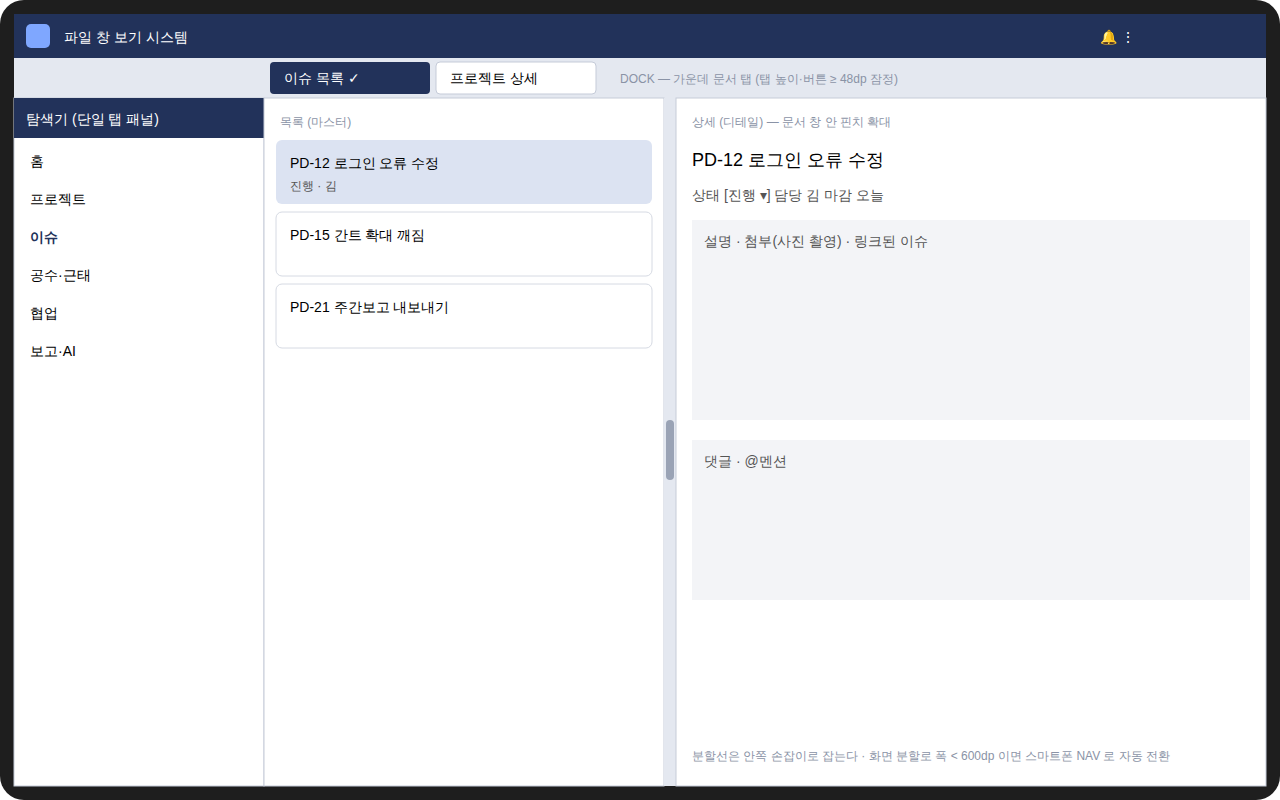 파일 창 보기 시스템
🔔 ⋮
이슈 목록 ✓
프로젝트 상세
DOCK — 가운데 문서 탭 (탭 높이·버튼 ≥ 48dp 잠정)
탐색기 (단일 탭 패널)
홈
프로젝트
이슈
공수·근태
협업
보고·AI
목록 (마스터)
PD-12 로그인 오류 수정
진행 · 김
PD-15 간트 확대 깨짐
PD-21 주간보고 내보내기
상세 (디테일) — 문서 창 안 핀치 확대
PD-12 로그인 오류 수정
상태 [진행 ▾] 담당 김 마감 오늘
설명 · 첨부(사진 촬영) · 링크된 이슈
댓글 · @멘션
분할선은 안쪽 손잡이로 잡는다 · 화면 분할로 폭 < 600dp 이면 스마트폰 NAV 로 자동 전환